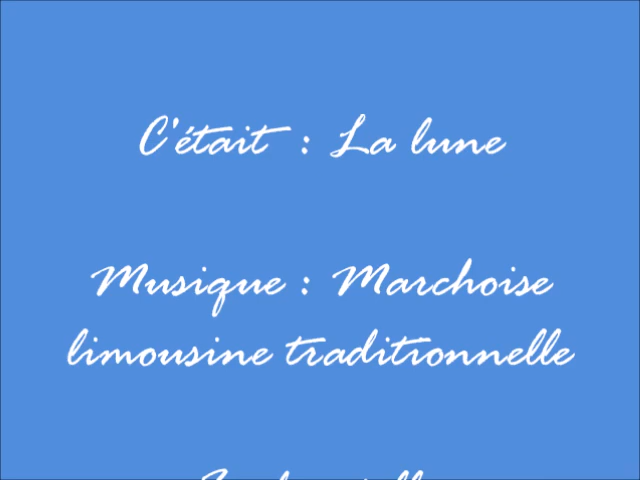 C'était : La lune
Musique : Marchoise
limousine traditionnelle